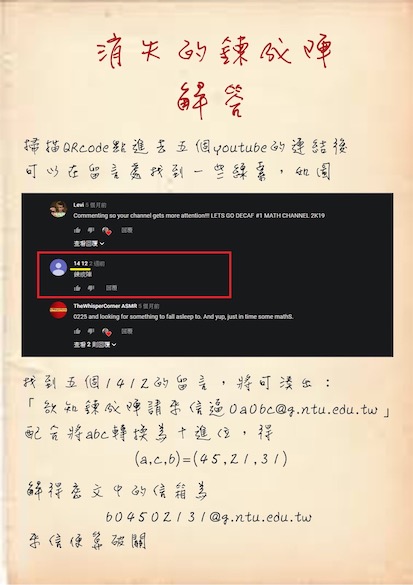 消失的鍊成陣
解答
掃描QRcode點進去五個youtube的連結後
可以在留言處找到一些線索，如圖
Levi 5 個月前
Commenting so your channel gets more attention!!! LETS GO DECAF #1 MATH CHANNEL 2K19
回覆
查看回覆
14 12 2 週前
鍊成陣
回覆
TheWhisperCorner ASMR 5 個月前
0225 and looking for something to fall asleep to. And yup, just in time some mathS.
回覆
查看 2 則回覆
找到五個1412的留言，將可湊出：
「欲知鍊成陣請來信逼0a0bc@g.ntu.edu.tw」
配合將abc轉換為十進位，得
(a,c,b)=(45,21,31)
解得密文中的信箱為
b04502131@g.ntu.edu.tw
來信便算破關